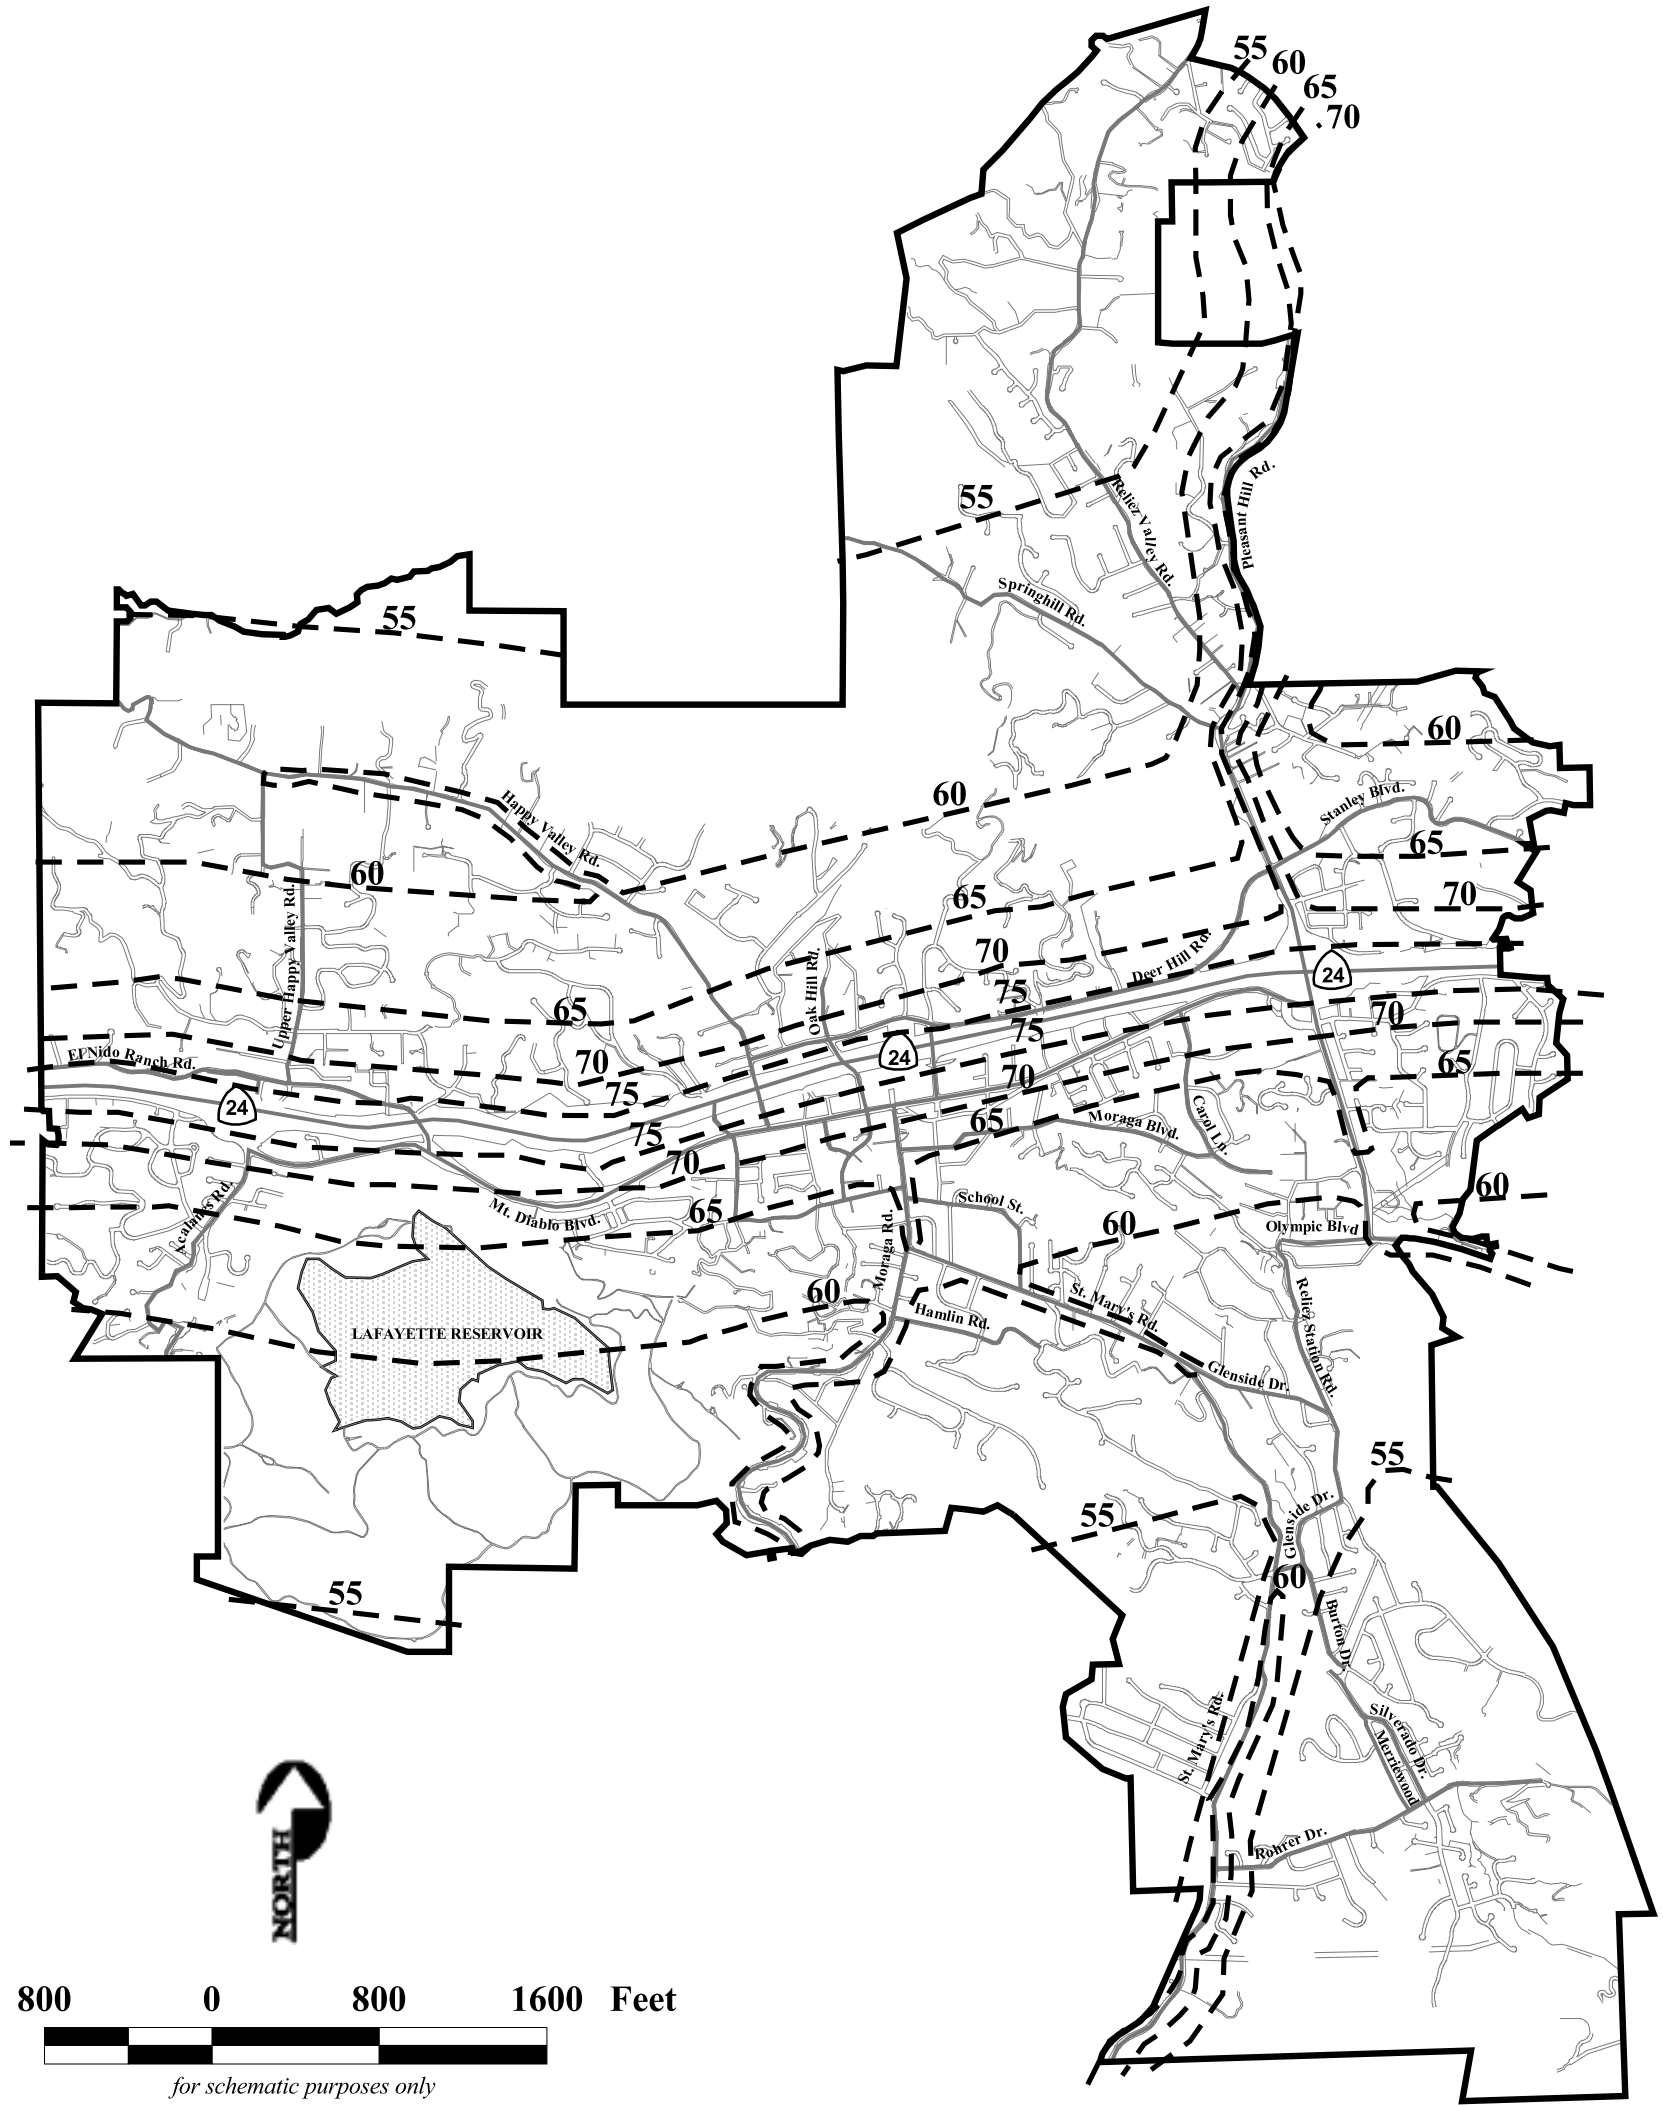 55
60
65
.70
Pleasant Hill Rd.
55
Reliez Valley Rd.
Springhill Rd.
55
60
60
Happy Valley Rd.
Stanley Blvd.
65
60
65
70
Upper Happy Valley Rd.
70
Oak Hill Rd.
Deer Hill Rd.
24
75
65
70
75
El Nido Ranch Rd.
70
24
65
70
75
24
Carol Ln.
65
Moraga Blvd.
75
70
Acalanes Rd.
60
School St.
Mt. Diablo Blvd.
65
60
Olympic Blvd
Moraga Rd.
60
St. Mary's Rd.
Hamlin Rd.
Reliez Station Rd.
LAFAYETTE RESERVOIR
Glenside Dr.
55
55
Glenside Dr.
60
55
Burton Dr.
St. Mary's Rd.
Silverado Dr.
Merriewood
Rohrer Dr.
NORTH
800 0 800 1600 Feet
for schematic purposes only